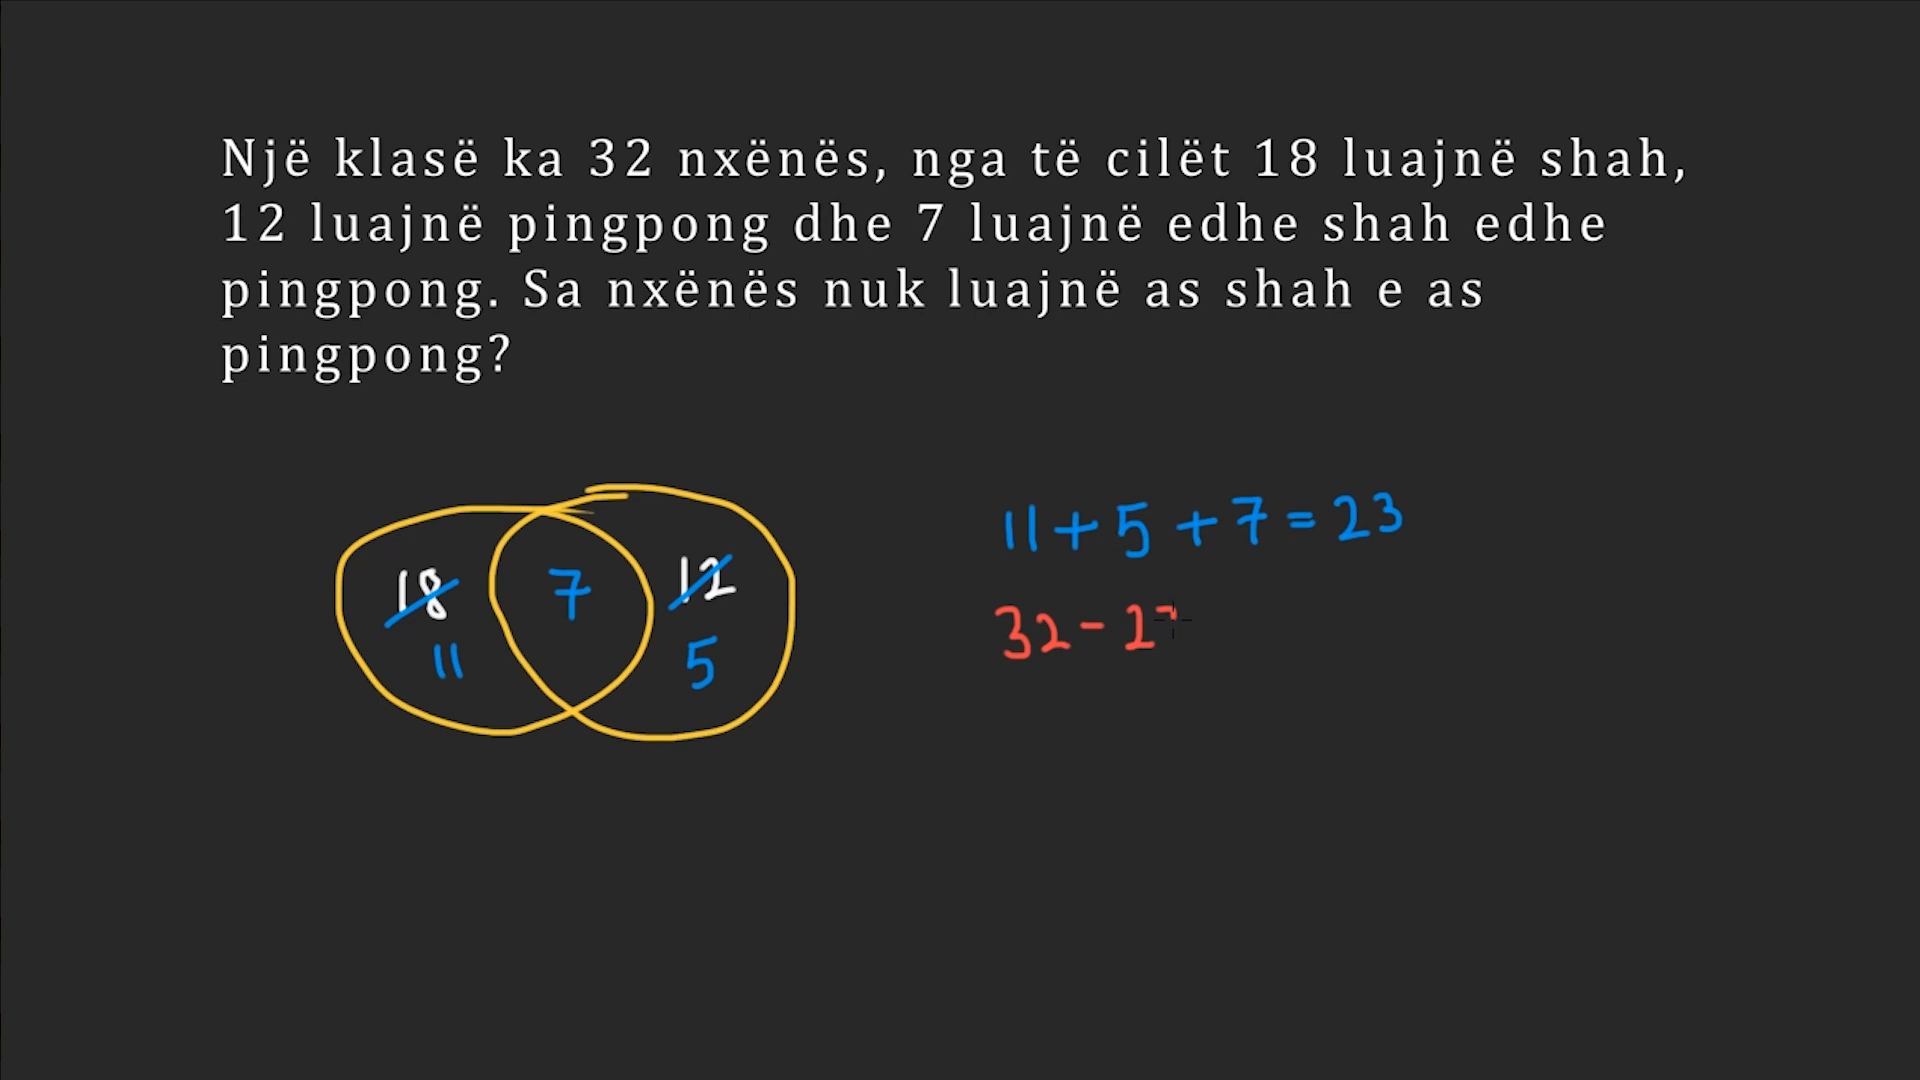 Një klasë ka 32 nxënës, nga të cilët 18 luajnë shah,
12 luajnë pingpong dhe 7 luajnë edhe shah edhe
pingpong. Sa nxënës nuk luajnë as shah e as
pingpong?
11 + 5 + 7 = 23
18 7 12
32 - 2
11 5